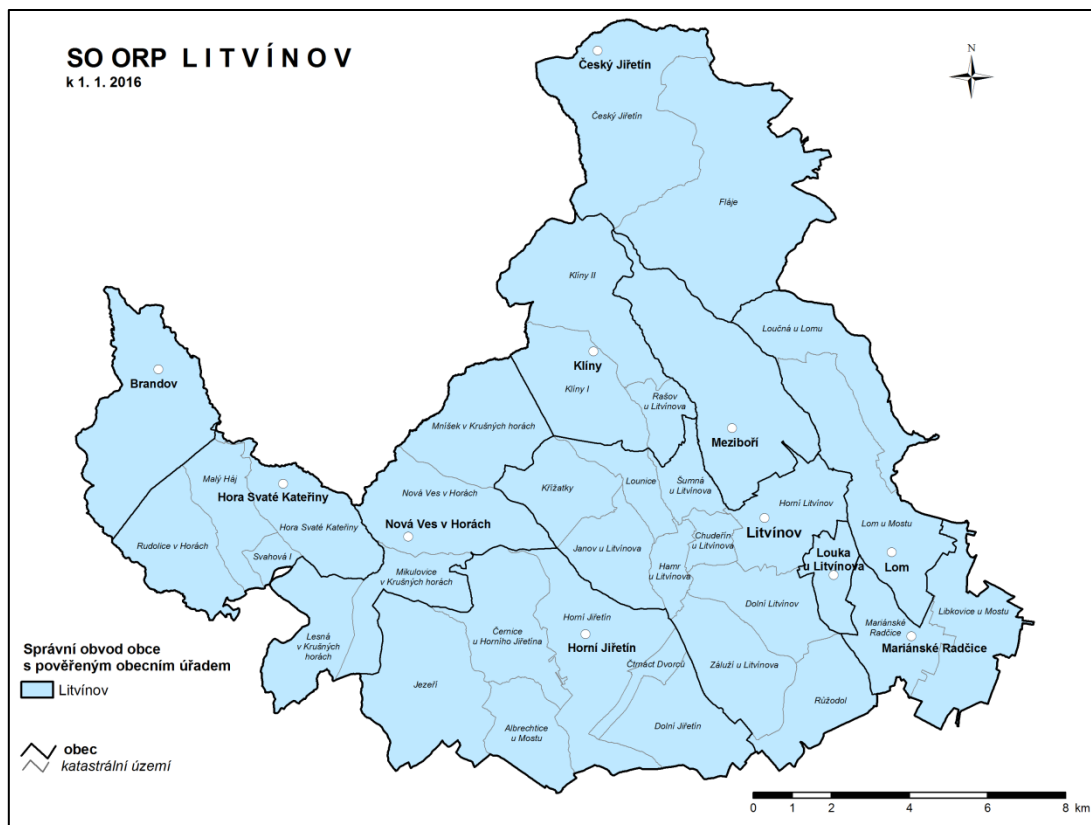 SO ORP LITVÍNOV
k 1. 1. 2016
N
Český Jiřetín
Český Jiřetín
Fláje
Klíny II
Loučná u Lomu
Klíny
Brandov
Klíny I
Rašov
u Litvínova
Mníšek v Krušných horách
Meziboří
Malý Háj
Hora Svaté Kateřiny
Nová Ves v Horách
Křížatky
Lounice
Šumná
u Litvínova
Horní Litvínov
Hora Svaté Kateřiny
Nová Ves v Horách
Litvínov
Chudeřín
u Litvínova
Lom u Mostu
Rudolice v Horách
Svahová I
Janov u Litvínova
Louka
u Litvínova
Lom
Mikulovice
v Krušných horách
Hamr
u Litvínova
Dolní Litvínov
Libkovice u Mostu
Lesná
v Krušných
horách
Černice
u Horního Jiřetína
Horní Jiřetín
Horní Jiřetín
Mariánské
Radčice
Mariánské Radčice
Čtrnáct Dvorců
Záluží u Litvínova
Jezeří
Růžodol
Albrechtice
u Mostu
Dolní Jiřetín
Správní obvod obce
s pověřeným obecním úřadem
Litvínov
obec
katastrální území
0 1 2 4 6 8
km